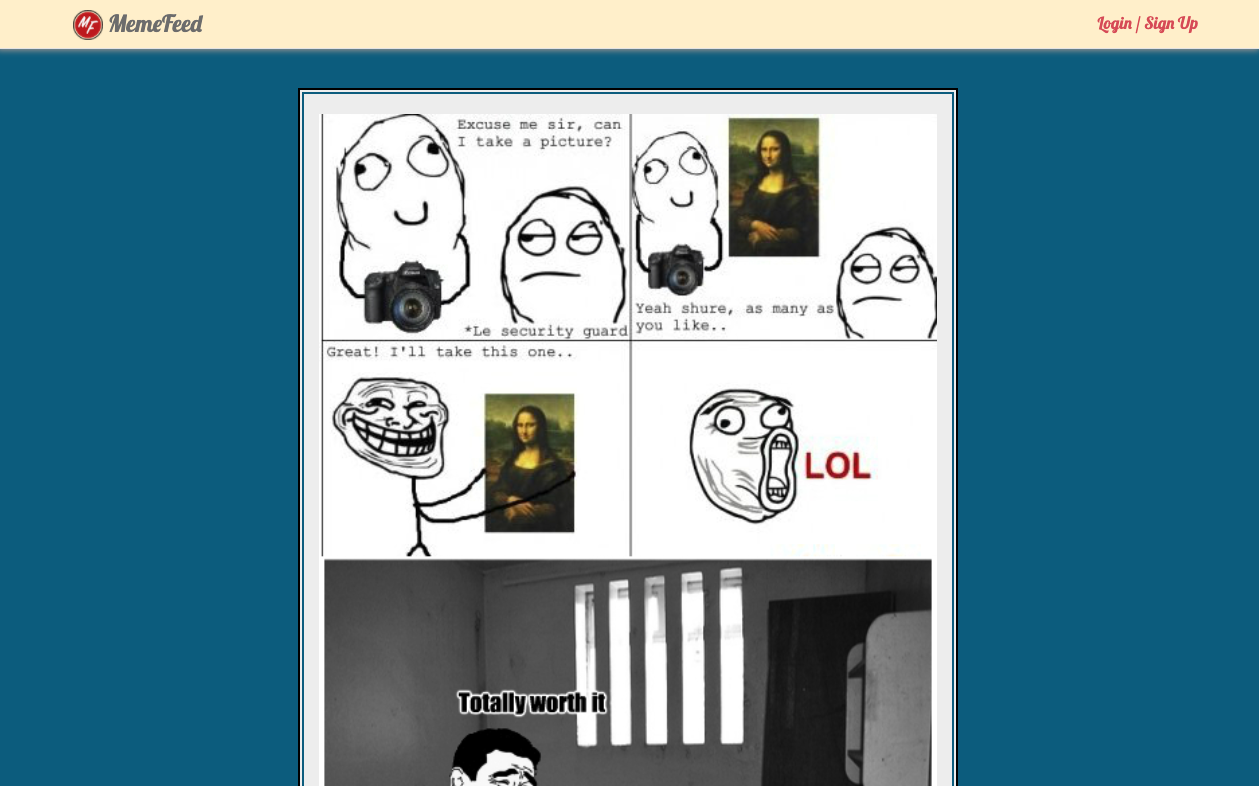 MF MemeFeed
Login / Sign Up
Excuse me sir, can
I take a picture?
*Le security guard
Yeah shure, as many as
you like..
Great! I'll take this one..
LOL
Totally worth it